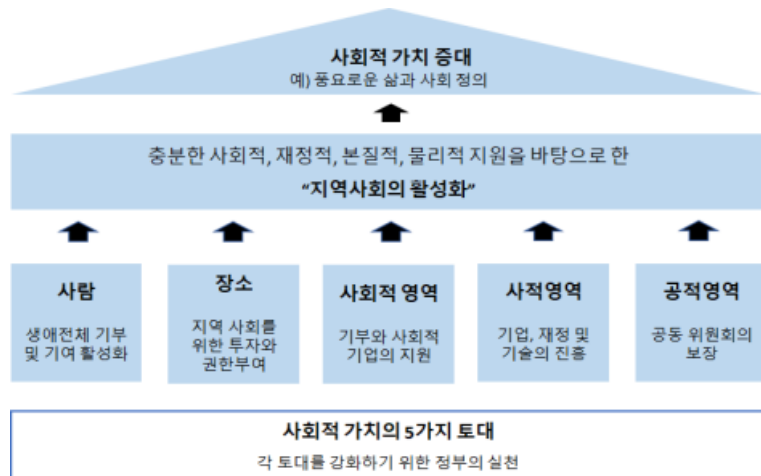 사회적 가치 증대
예) 풍요로운 삶과 사회 정의
충분한 사회적, 재정적, 본질적, 물리적 지원을 바탕으로 한
“지역사회의 활성화”
사람
생애전체 기부
및 기여 활성화
장소
지역 사회를
위한 투자와
권한부여
사회적 영역
기부와 사회적
기업의 지원
사적영역
기업, 재정 및
기술의 진흥
공적영역
공동 위원회의
보장
사회적 가치의 5가지 토대
각 토대를 강화하기 위한 정부의 실천